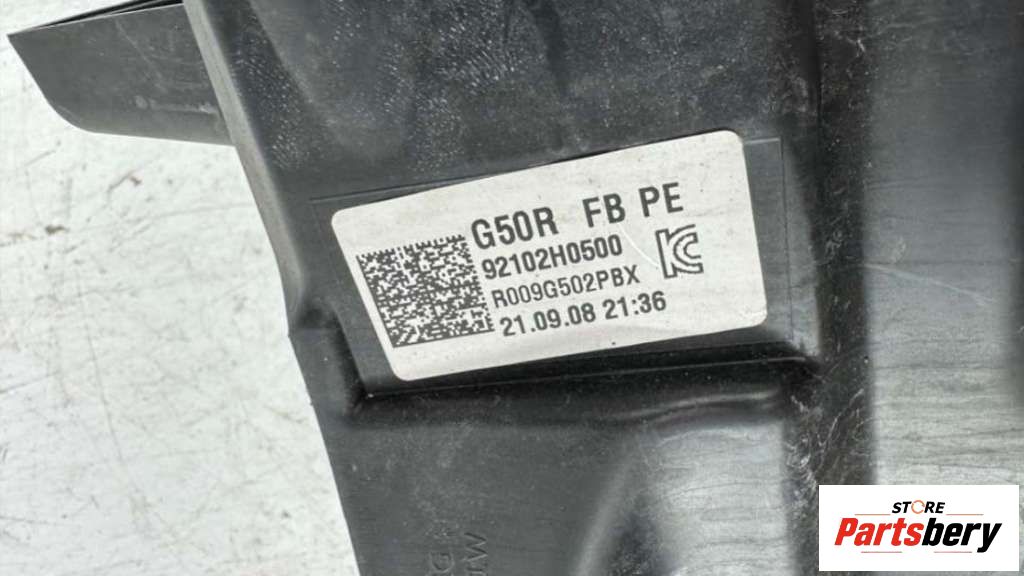 G50R FB PE
92102H0500
R009G502PBX
21.09.08 21:36
STORE
Partsbery